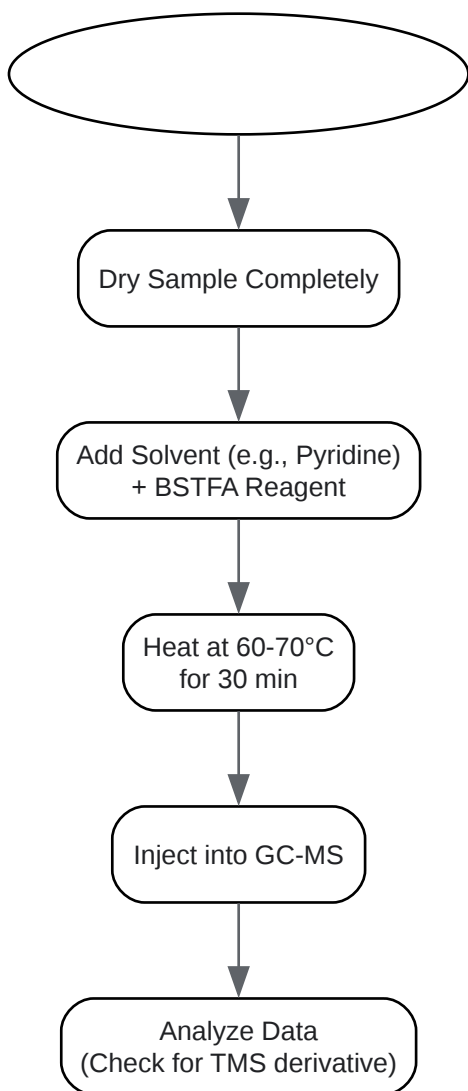 Dry Sample Completely
Add Solvent (e.g., Pyridine)
+ BSTFA Reagent
Heat at 60-70°C
for 30 min
Inject into GC-MS
Analyze Data
(Check for TMS derivative)